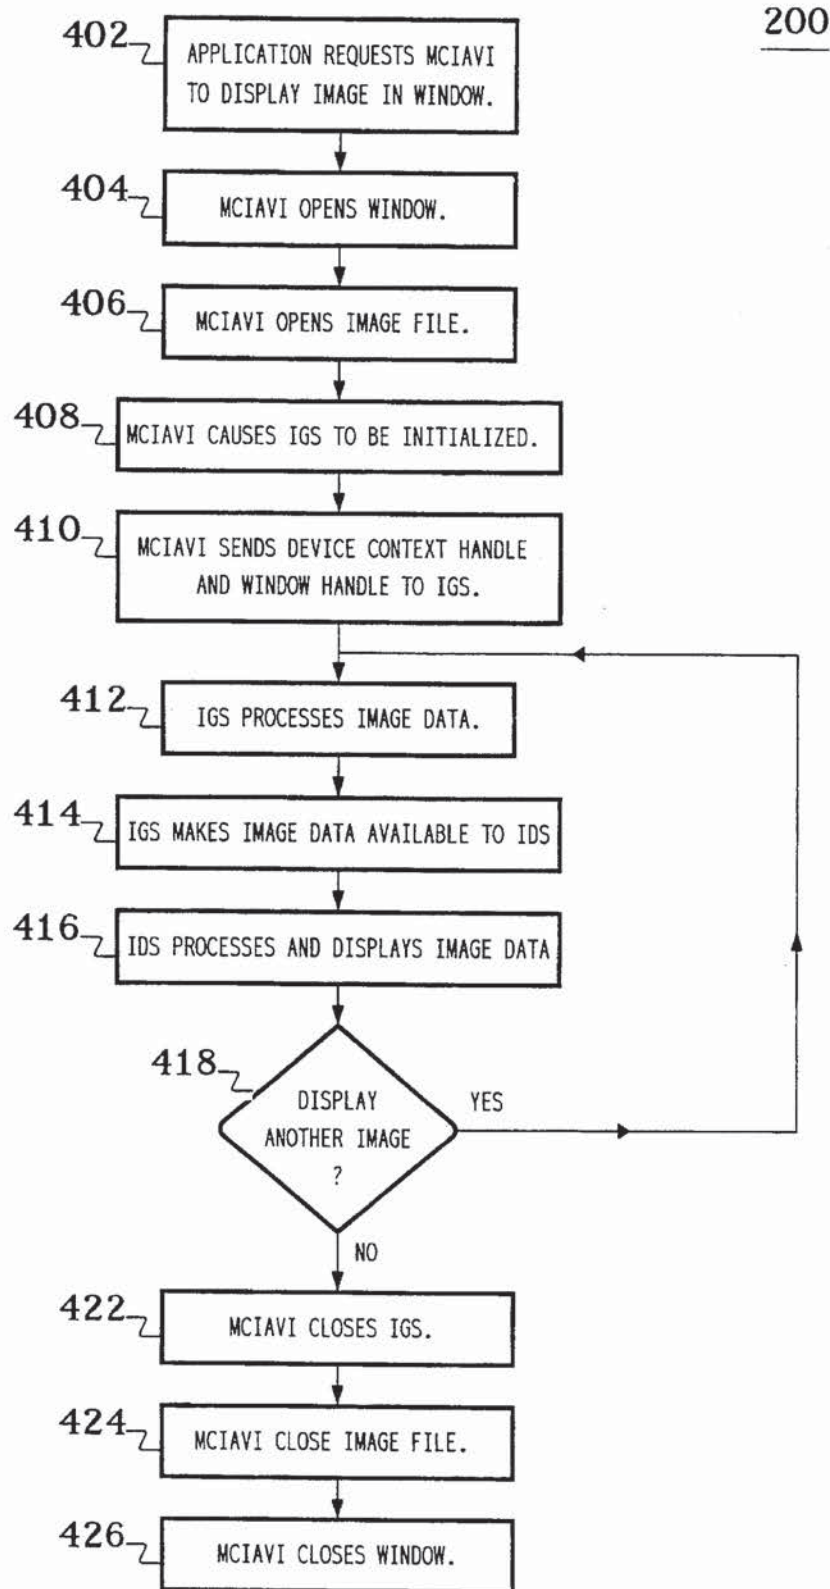 200
402
APPLICATION REQUESTS MCIAVI
TO DISPLAY IMAGE IN WINDOW.
404
MCIAVI OPENS WINDOW.
406
MCIAVI OPENS IMAGE FILE.
408
MCIAVI CAUSES IGS TO BE INITIALIZED.
410
MCIAVI SENDS DEVICE CONTEXT HANDLE
AND WINDOW HANDLE TO IGS.
412
IGS PROCESSES IMAGE DATA.
414
IGS MAKES IMAGE DATA AVAILABLE TO IDS
416
IDS PROCESSES AND DISPLAYS IMAGE DATA
418
DISPLAY
ANOTHER IMAGE
?
YES
NO
422
MCIAVI CLOSES IGS.
424
MCIAVI CLOSE IMAGE FILE.
426
MCIAVI CLOSES WINDOW.